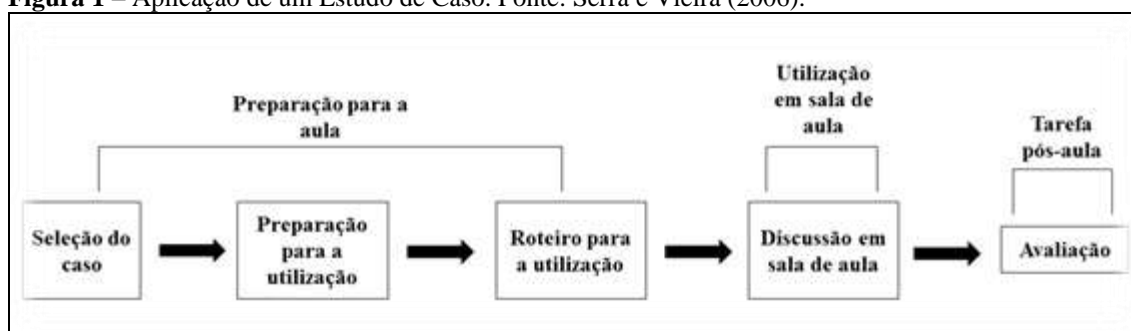 Figura 1 – Aplicação de um Estudo de Caso. Fonte: Serra e Vieira (2006).
Preparação para a
aula
Utilização
em sala de
aula
Tarefa
pós-aula
Seleção do
caso
Preparação
para a
utilização
Roteiro para
a utilização
Discussão em
sala de aula
Avaliação